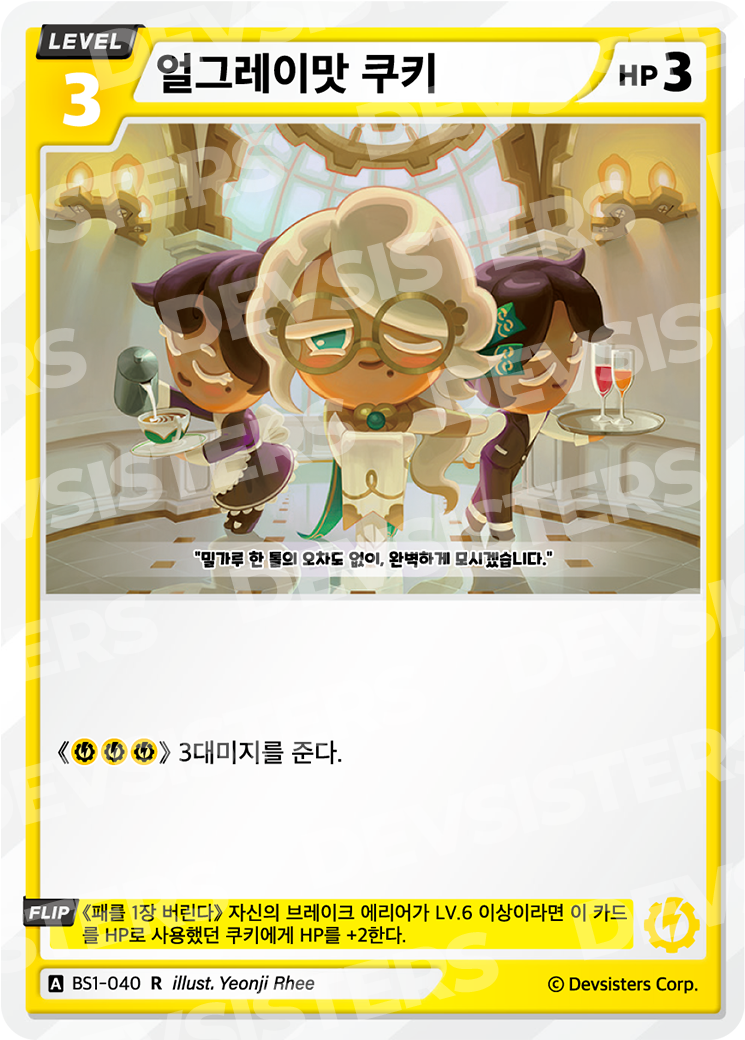 LEVEL
3
얼그레이맛 쿠키
HP 3
"밀가루 한 톨의 오차도 없이, 완벽하게 모시겠습니다."
《》 3대미지를 준다.
FLIP
《패를 1장 버린다》 자신의 브레이크 에리어가 LV.6 이상이라면 이 카드
를 HP로 사용했던 쿠키에게 HP를 +2한다.
A BS1-040 R illust. Yeonji Rhee
© Devsisters Corp.
DEVSISTERS